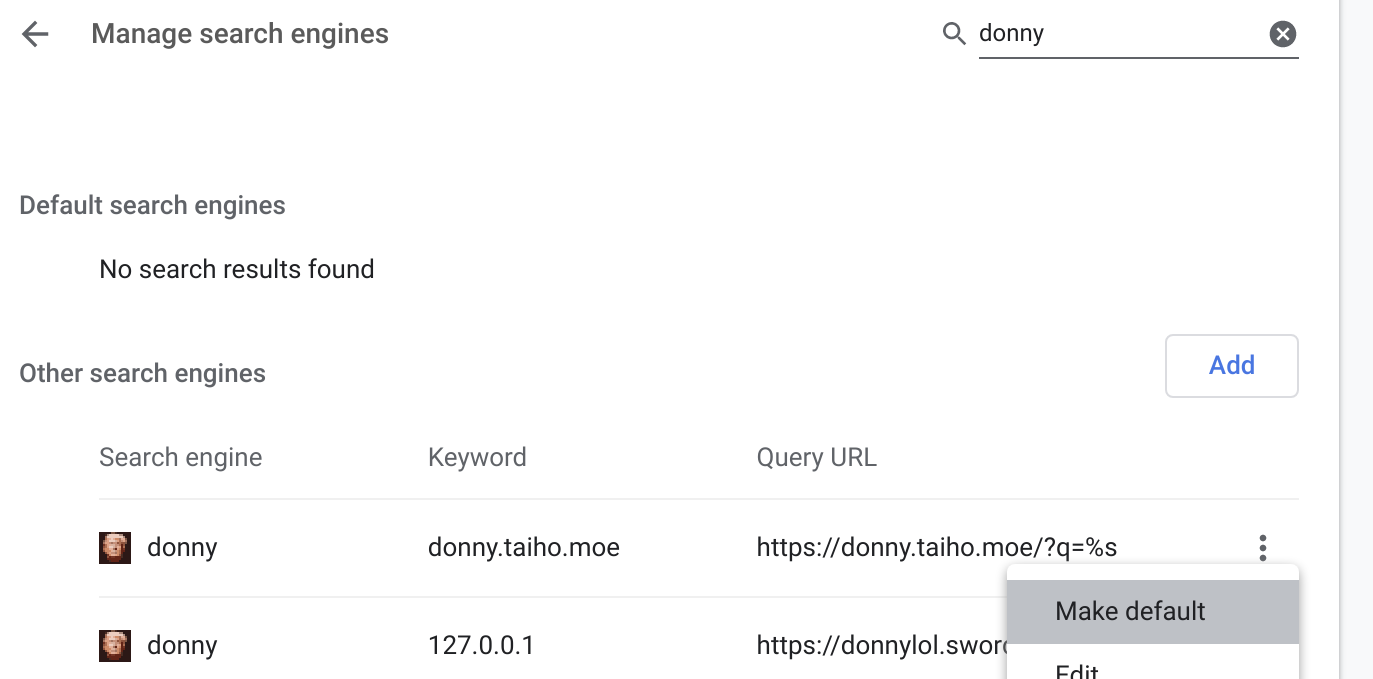 Manage search engines donny
Default search engines
No search results found
Other search engines Add
Search engine Keyword Query URL
donny donny.taiho.moe https://donny.taiho.moe/?q=%s
Make default
donny 127.0.0.1 https://donnylol.sword
Edit